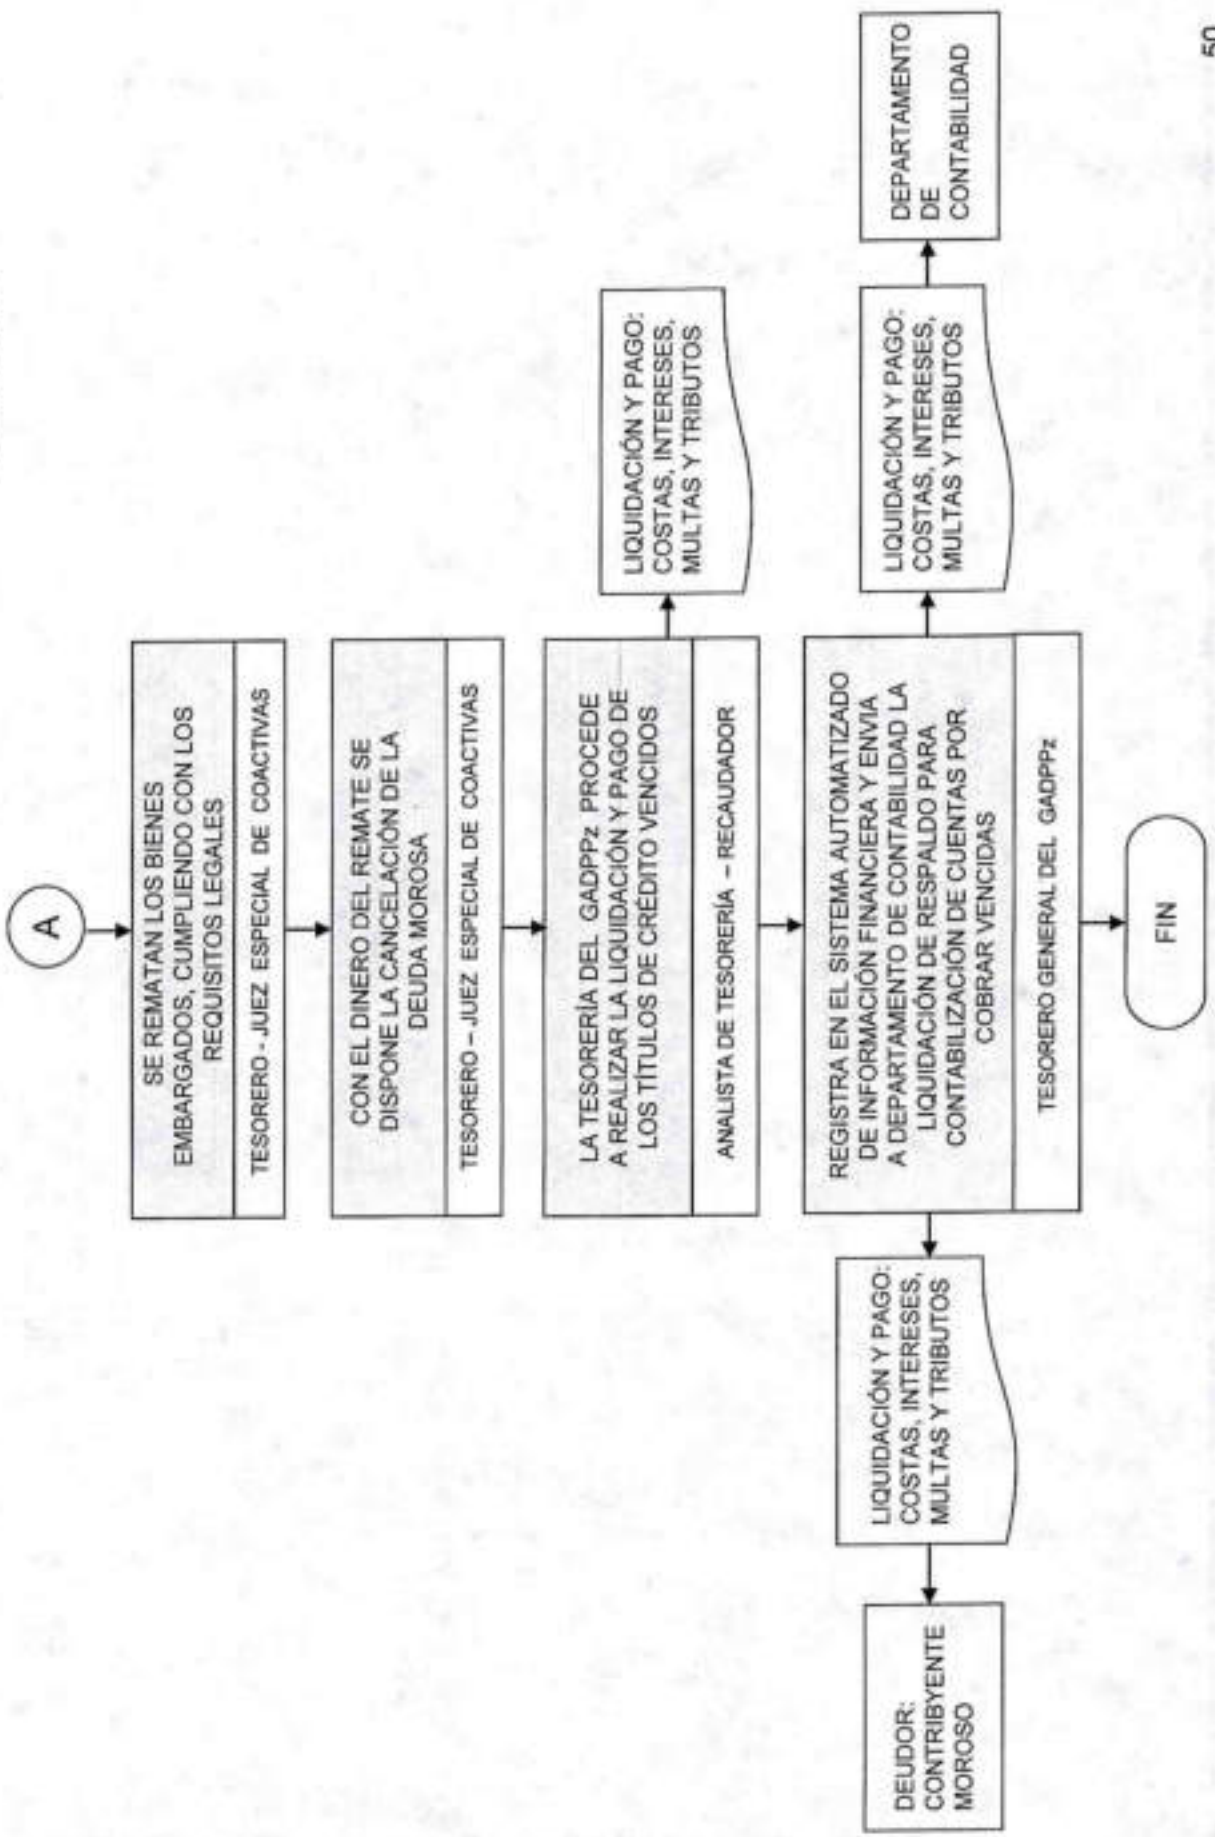 A
SE REMATAN LOS BIENES
EMBARGADOS, CUMPLIENDO CON LOS
REQUISITOS LEGALES
TESORERO - JUEZ ESPECIAL DE COACTIVAS
CON EL DINERO DEL REMATE SE
DISPONE LA CANCELACIÓN DE LA
DEUDA MOROSA
TESORERO – JUEZ ESPECIAL DE COACTIVAS
LA TESORERÍA DEL GADPPz PROCEDE
A REALIZAR LA LIQUIDACIÓN Y PAGO DE
LOS TÍTULOS DE CRÉDITO VENCIDOS
ANALISTA DE TESORERÍA – RECAUDADOR
LIQUIDACIÓN Y PAGO:
COSTAS, INTERESES,
MULTAS Y TRIBUTOS
REGISTRA EN EL SISTEMA AUTOMATIZADO
DE INFORMACIÓN FINANCIERA Y ENVIA
A DEPARTAMENTO DE CONTABILIDAD LA
LIQUIDACIÓN DE RESPALDO PARA
CONTABILIZACIÓN DE CUENTAS POR
COBRAR VENCIDAS
TESORERO GENERAL DEL GADPPz
LIQUIDACIÓN Y PAGO:
COSTAS, INTERESES,
MULTAS Y TRIBUTOS
DEPARTAMENTO
DE
CONTABILIDAD
LIQUIDACIÓN Y PAGO:
COSTAS, INTERESES,
MULTAS Y TRIBUTOS
DEUDOR:
CONTRIBYENTE
MOROSO
FIN
50